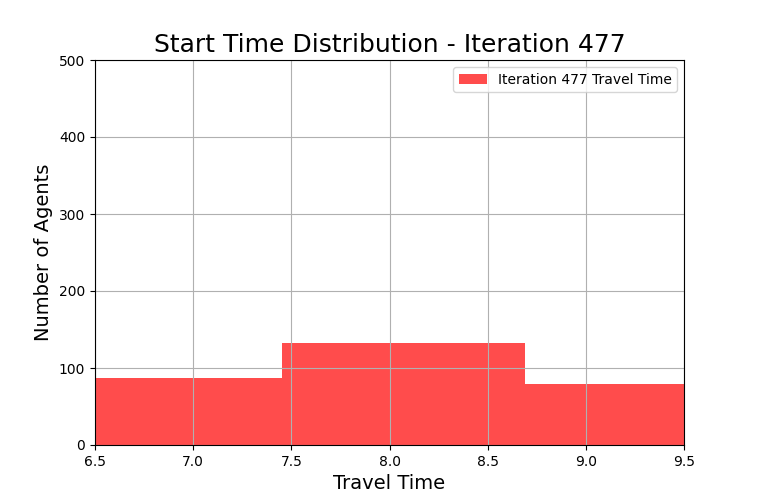 Start Time Distribution - Iteration 477
500
Iteration 477 Travel Time
400
300
200
100
0
Number of Agents
6.5 7.0 7.5 8.0 8.5 9.0 9.5
Travel Time